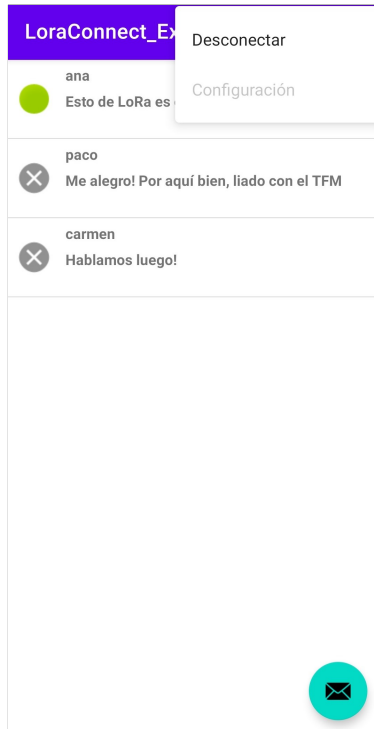 LoraConnect_Ex
Desconectar
Configuración
ana
Esto de LoRa es
paco
Me alegro! Por aquí bien, liado con el TFM
carmen
Hablamos luego!